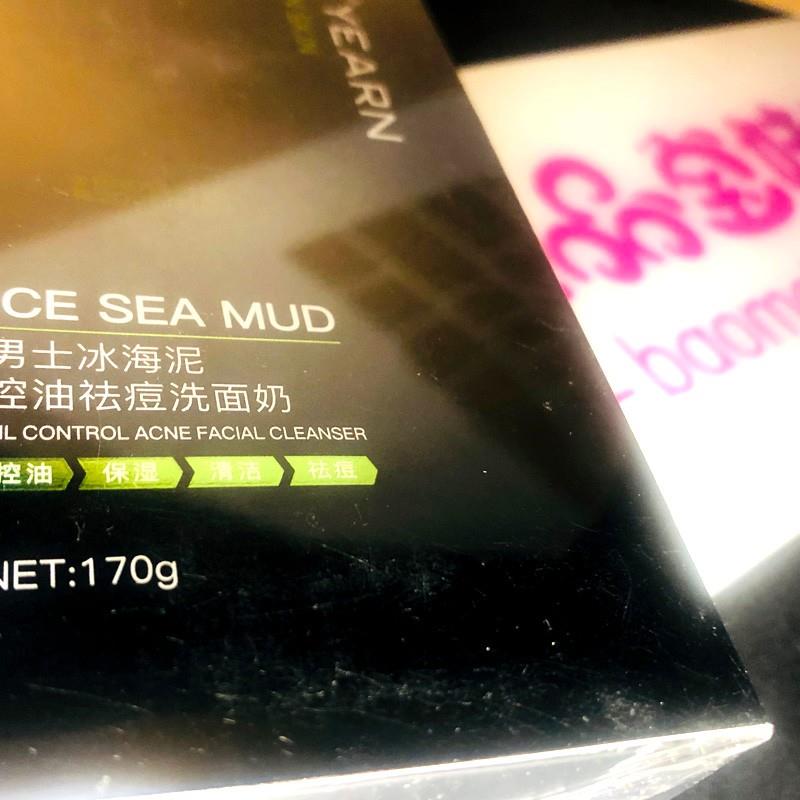 YEARN
CE SEA MUD
男士冰海泥
控油祛痘洗面奶
IL CONTROL ACNE FACIAL CLEANSER
控油 保湿 清洁 祛痘
NET:170g
baomo